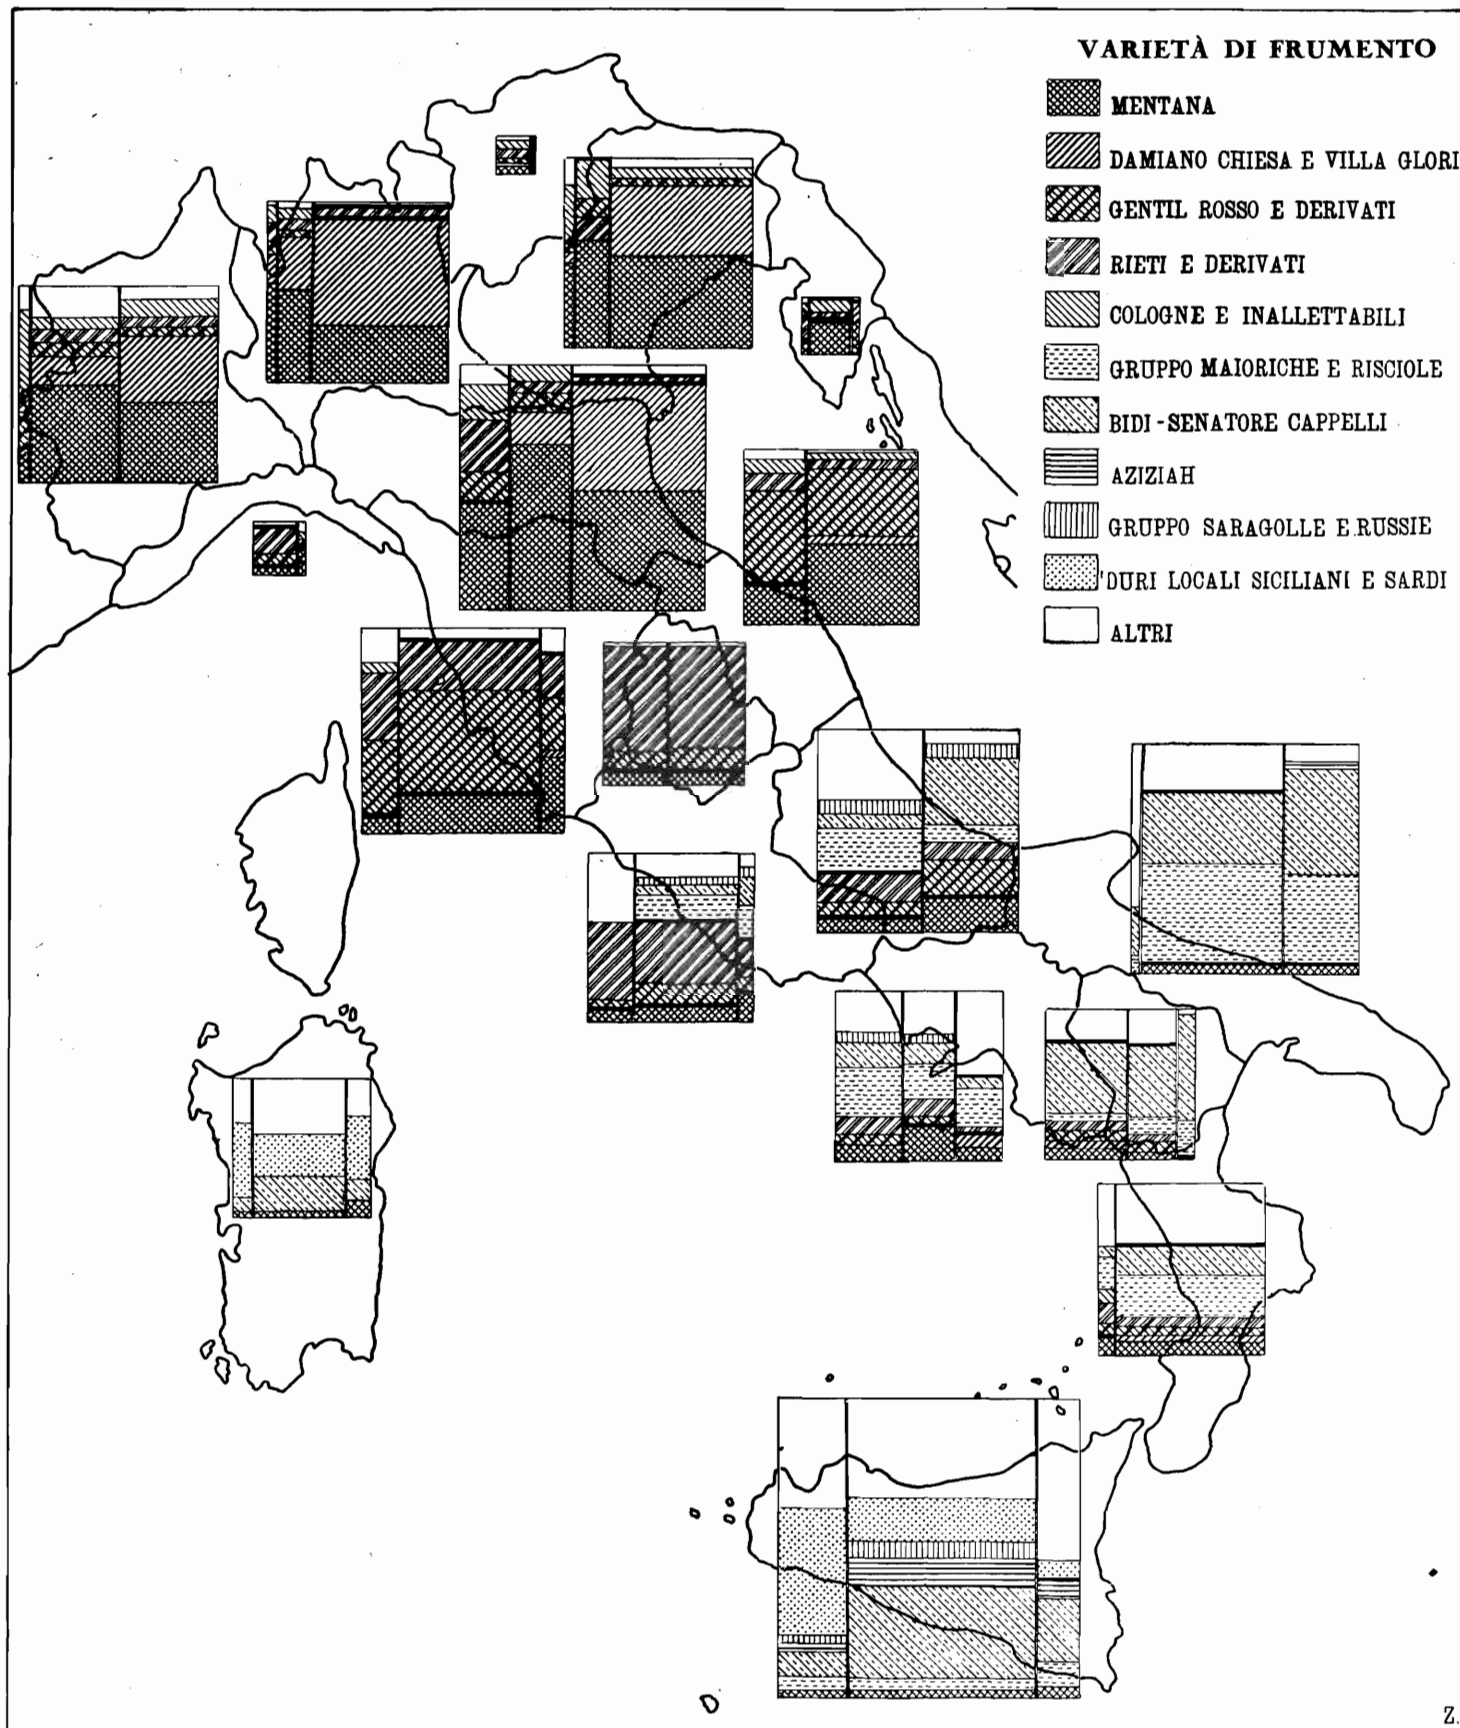 VARIETÀ DI FRUMENTO
MENTANA
DAMIANO CHIESA E VILLA GLORI
GENTIL ROSSO E DERIVATI
RIETI E DERIVATI
COLOGNE E INALLETTABILI
GRUPPO MAIORICHE E RISCIOLE
BIDI-SENATORE CAPPELLI
AZIZIAH
GRUPPO SARAGOLLE E RUSSIE
DURI LOCALI SICILIANI E SARDI
ALTRI
Z.